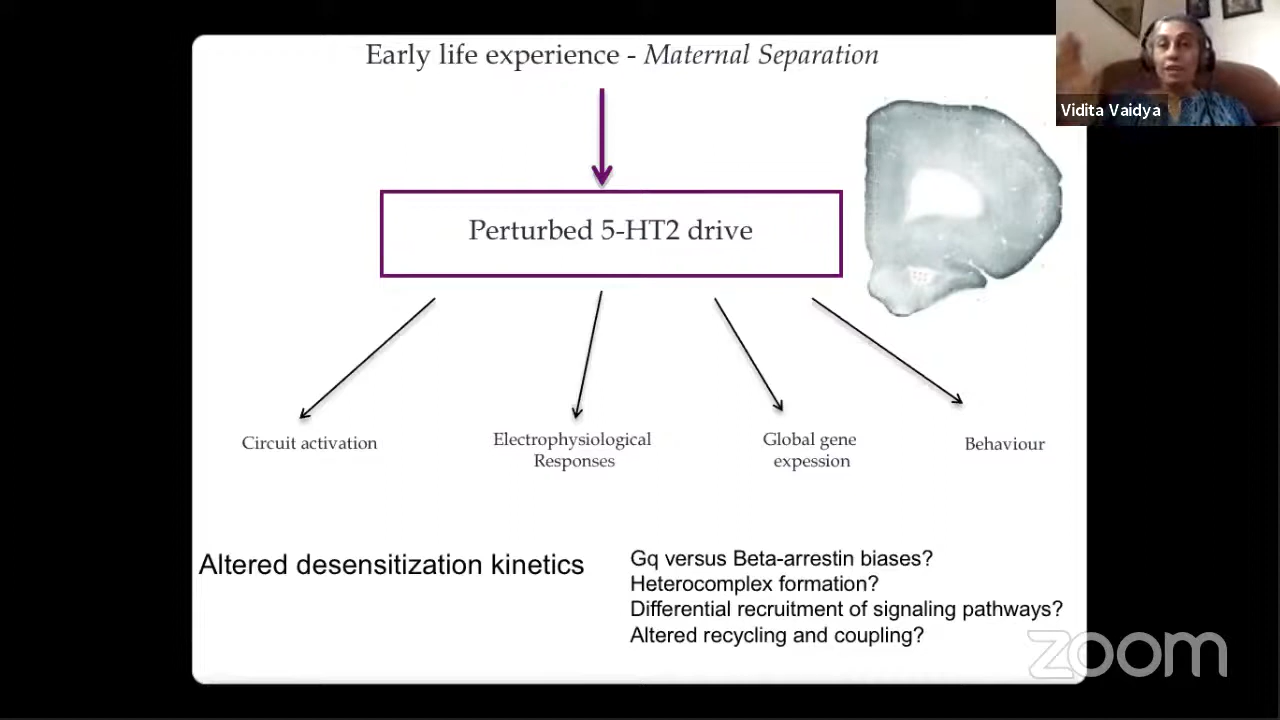 Early life experience - Maternal Separation
Vidita Vaidya
Perturbed 5-HT2 drive
Circuit activation
Electrophysiological
Responses
Global gene
expession
Behaviour
Altered desensitization kinetics
Gq versus Beta-arrestin biases?
Heterocomplex formation?
Differential recruitment of signaling pathways?
Altered recycling and coupling?
zoom